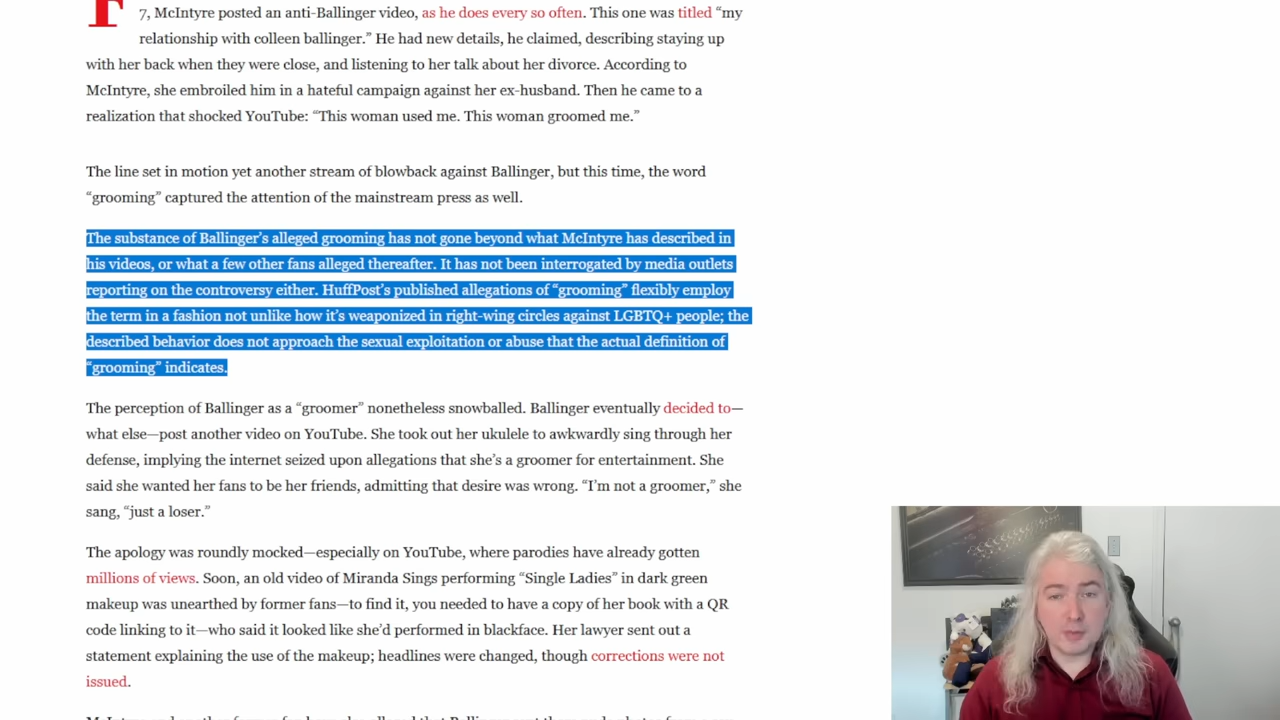 F
7, McIntyre posted an anti-Ballinger video, as he does every so often. This one was titled “my
relationship with colleen ballinger.” He had new details, he claimed, describing staying up
with her back when they were close, and listening to her talk about her divorce. According to
McIntyre, she embroiled him in a hateful campaign against her ex-husband. Then he came to a
realization that shocked YouTube: “This woman used me. This woman groomed me.”
The line set in motion yet another stream of blowback against Ballinger, but this time, the word
“grooming” captured the attention of the mainstream press as well.
The substance of Ballinger’s alleged grooming has not gone beyond what McIntyre has described in
his videos, or what a few other fans alleged thereafter. It has not been interrogated by media outlets
reporting on the controversy either. HuffPost’s published allegations of “grooming” flexibly employ
the term in a fashion not unlike how it’s weaponized in right-wing circles against LGBTQ+ people; the
described behavior does not approach the sexual exploitation or abuse that the actual definition of
“grooming” indicates.
The perception of Ballinger as a “groomer” nonetheless snowballed. Ballinger eventually decided to—
what else—post another video on YouTube. She took out her ukulele to awkwardly sing through her
defense, implying the internet seized upon allegations that she’s a groomer for entertainment. She
said she wanted her fans to be her friends, admitting that desire was wrong. “I’m not a groomer,” she
sang, “just a loser.”
The apology was roundly mocked—especially on YouTube, where parodies have already gotten
millions of views. Soon, an old video of Miranda Sings performing “Single Ladies” in dark green
makeup was unearthed by former fans—to find it, you needed to have a copy of her book with a QR
code linking to it—who said it looked like she’d performed in blackface. Her lawyer sent out a
statement explaining the use of the makeup; headlines were changed, though corrections were not
issued.